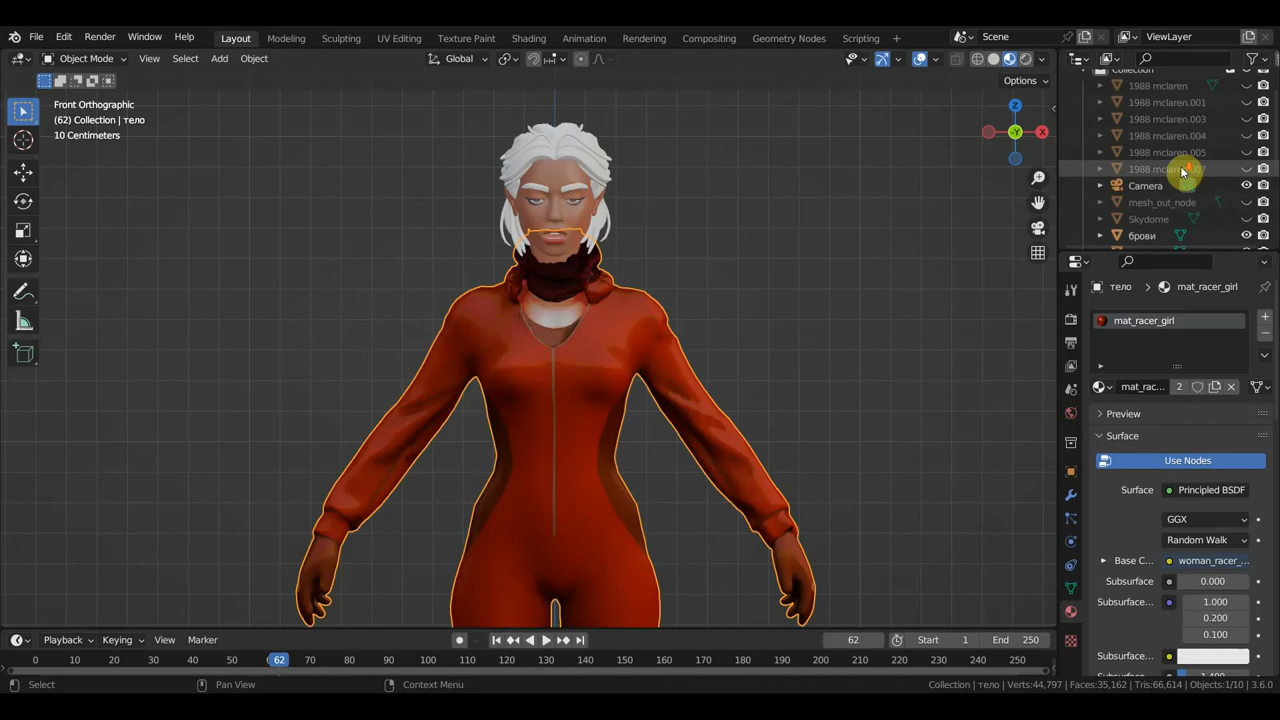 File Edit Render Window Help
Layout Modeling Sculpting UV Editing Texture Paint Shading Animation Rendering Compositing Geometry Nodes Scripting
Scene
ViewLayer
Object Mode View Select Add Object
Global
Options
Front Orthographic
(62) Collection | тело
10 Centimeters
Z
X
-Y
Collection
1988 mclaren
1988 mclaren.001
1988 mclaren.003
1988 mclaren.004
1988 mclaren.005
Camera
mesh_out_node
Skydome
брови
тело
mat_racer_girl
mat_racer_girl
mat_rac...
2
Preview
Surface
Use Nodes
Surface Principled BSDF
GGX
Random Walk
Base C... woman_racer_...
Subsurface 0.000
Subsurface... 1.000
0.200
0.100
Subsurface...
Playback Keying View Marker
62
Start 1
End 250
0 10 20 30 40 50 62 70 80 90 100 110 120 130 140 150 160 170 180 190 200 210 220 230 240 250
Select
Pan View
Context Menu
Collection | тело | Verts:44,797 | Faces:35,162 | Tris:66,614 | Objects:1/10 | 3.6.0